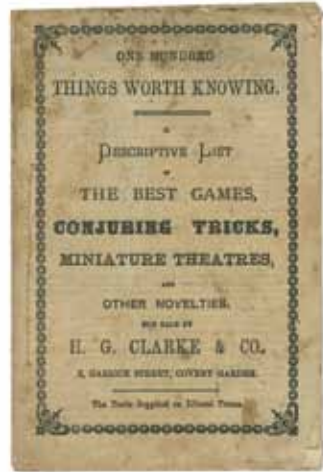 ONE HUNDRED
THINGS WORTH KNOWING.
A
DESCRIPTIVE LIST
OF
THE BEST GAMES,
CONJURING TRICKS,
MINIATURE THEATRES,
AND
OTHER NOVELTIES,
FOR SALE BY
H. G. CLARKE & CO.
2, GARRICK STREET, COVENT GARDEN.
The Trade Supplied on Liberal Terms.